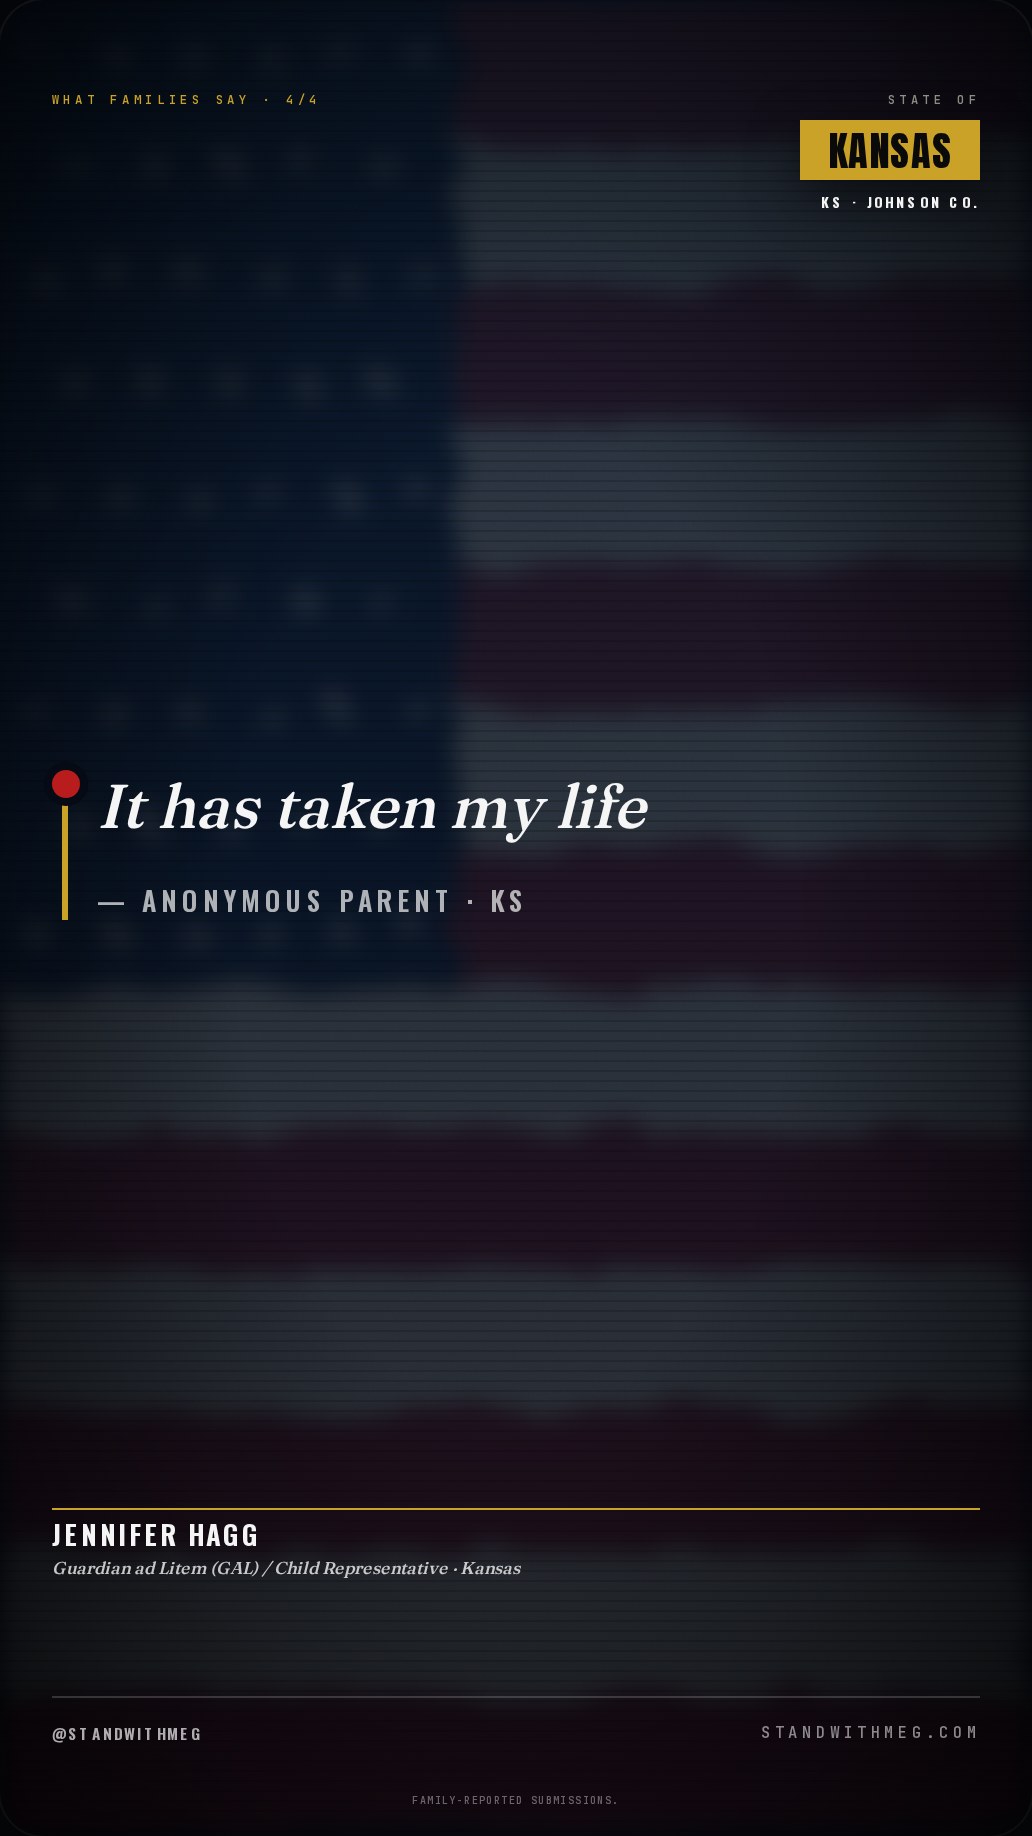 WHAT FAMILIES SAY · 4/4
STATE OF
KANSAS
KS · JOHNSON CO.
It has taken my life
— ANONYMOUS PARENT · KS
JENNIFER HAGG
Guardian ad Litem (GAL) / Child Representative · Kansas
@STANDWITHMEG
STANDWITHMEG.COM
FAMILY-REPORTED SUBMISSIONS.